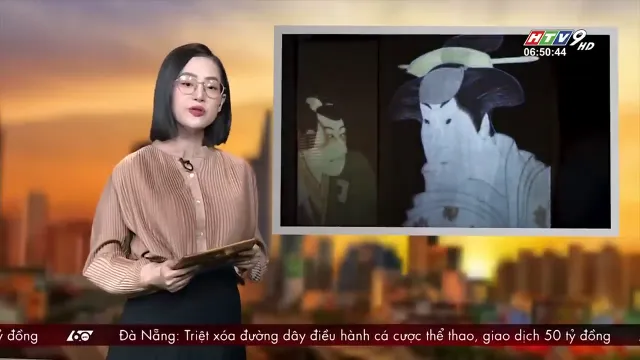 HTV9 HD
06:50:44
ỷ đồng Đà Nẵng: Triệt xóa đường dây điều hành cá cược thể thao, giao dịch 50 tỷ đồng